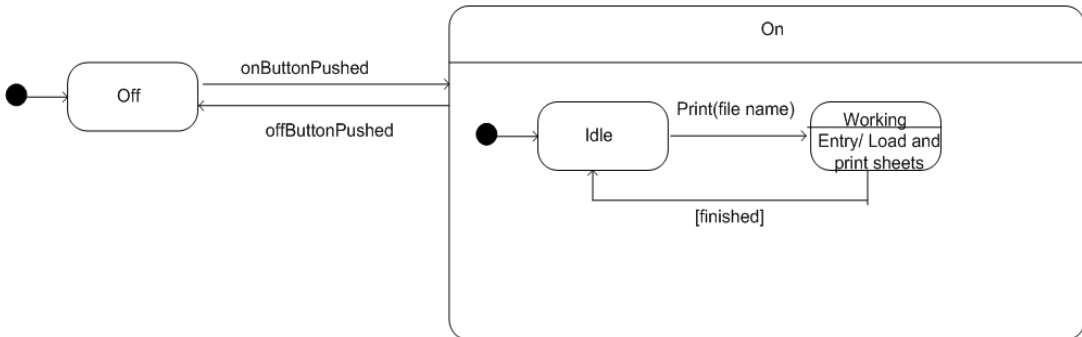 On
onButtonPushed
Off
offButtonPushed
Print(file name)
Idle
Working
Entry/ Load and
print sheets
[finished]